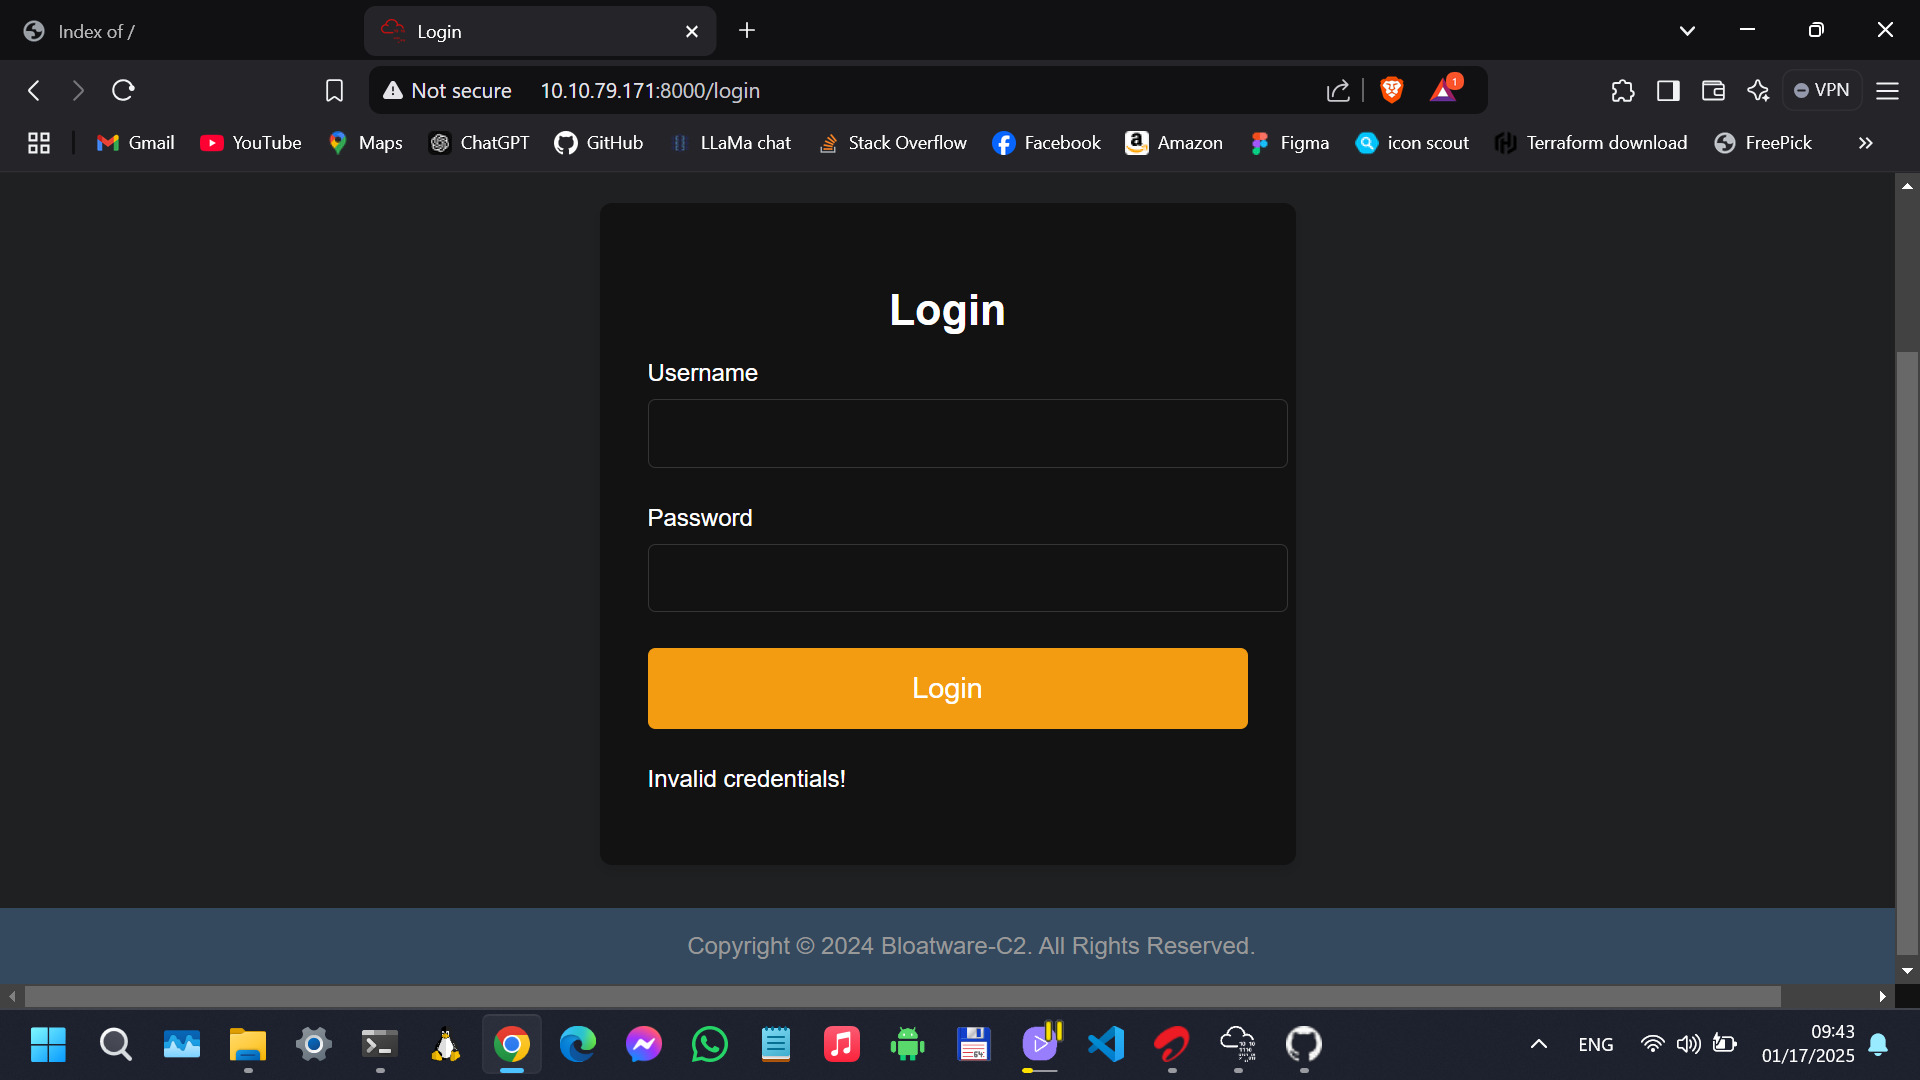 Index of /
Login
Not secure
10.10.79.171:8000/login
1
VPN
Gmail
YouTube
Maps
ChatGPT
GitHub
LLaMa chat
Stack Overflow
Facebook
Amazon
Figma
icon scout
Terraform download
FreePick
Login
Username
Password
Login
Invalid credentials!
Copyright © 2024 Bloatware-C2. All Rights Reserved.
ENG
09:43
01/17/2025